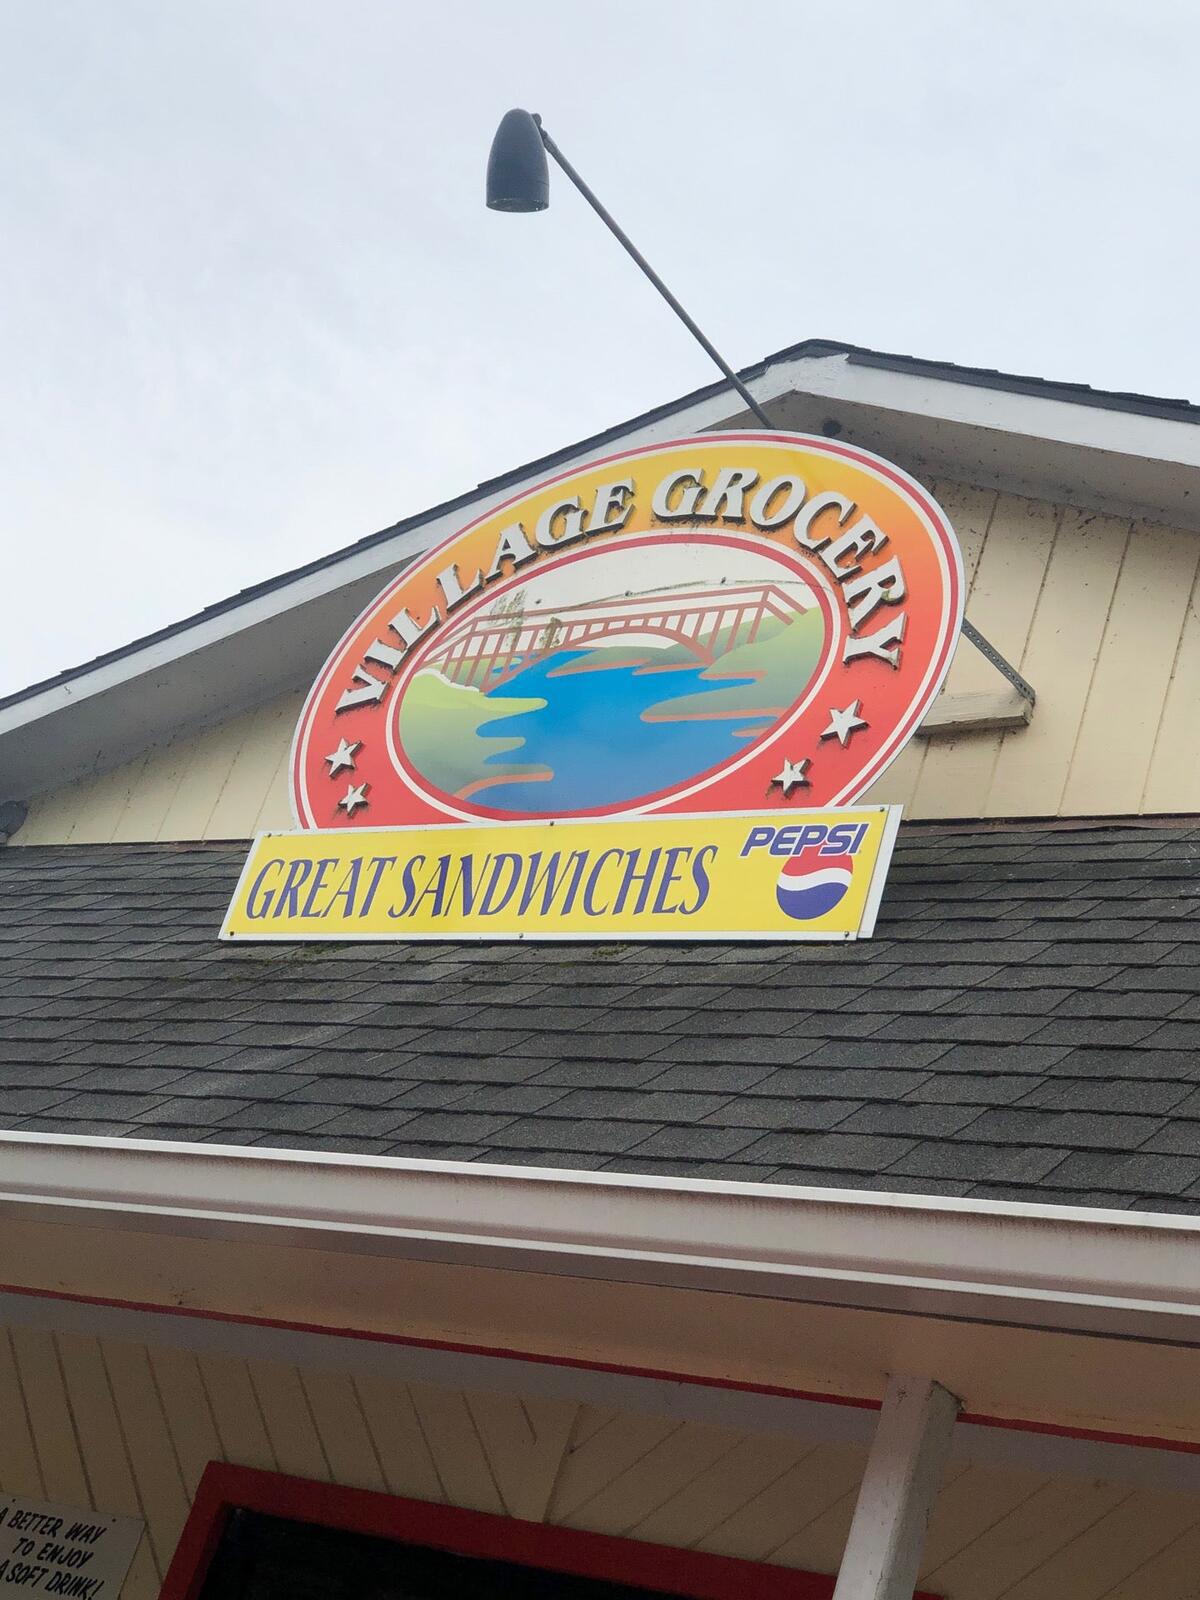 VILLAGE GROCERY
GREAT SANDWICHES
PEPSI
A BETTER WAY
TO ENJOY
A SOFT DRINK!